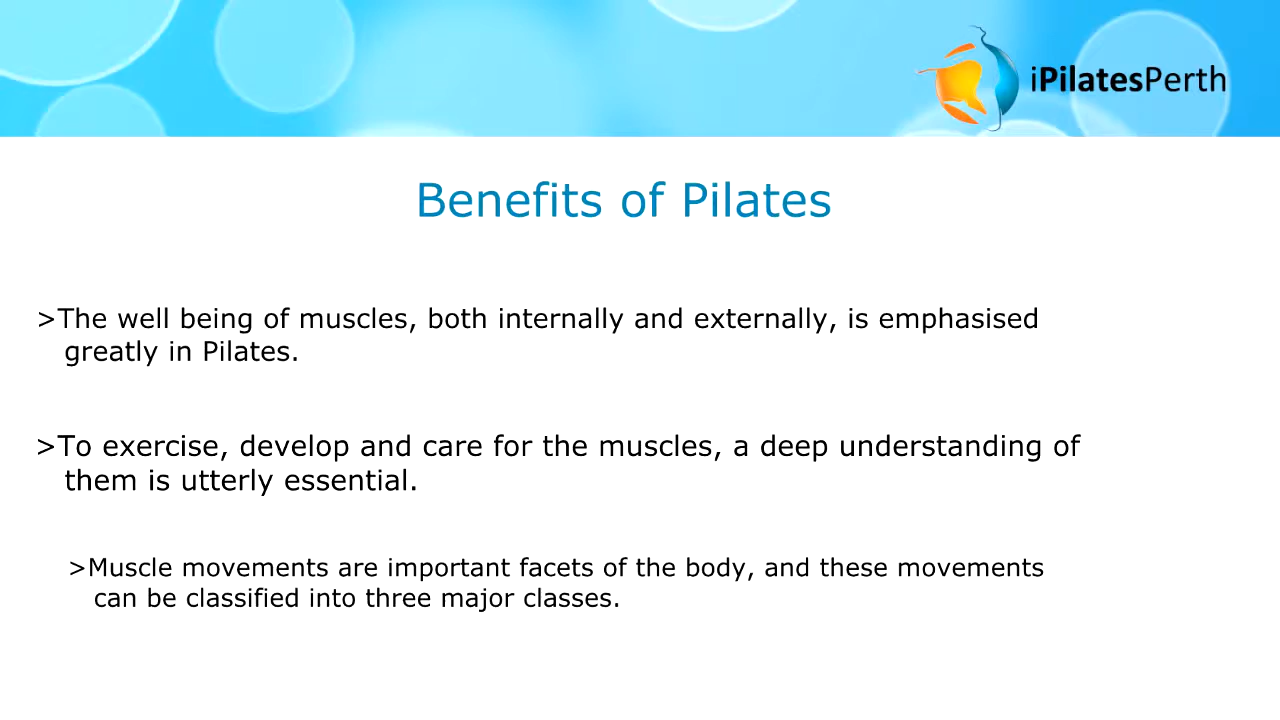 iPilatesPerth
Benefits of Pilates
>The well being of muscles, both internally and externally, is emphasised
greatly in Pilates.
>To exercise, develop and care for the muscles, a deep understanding of
them is utterly essential.
>Muscle movements are important facets of the body, and these movements
can be classified into three major classes.